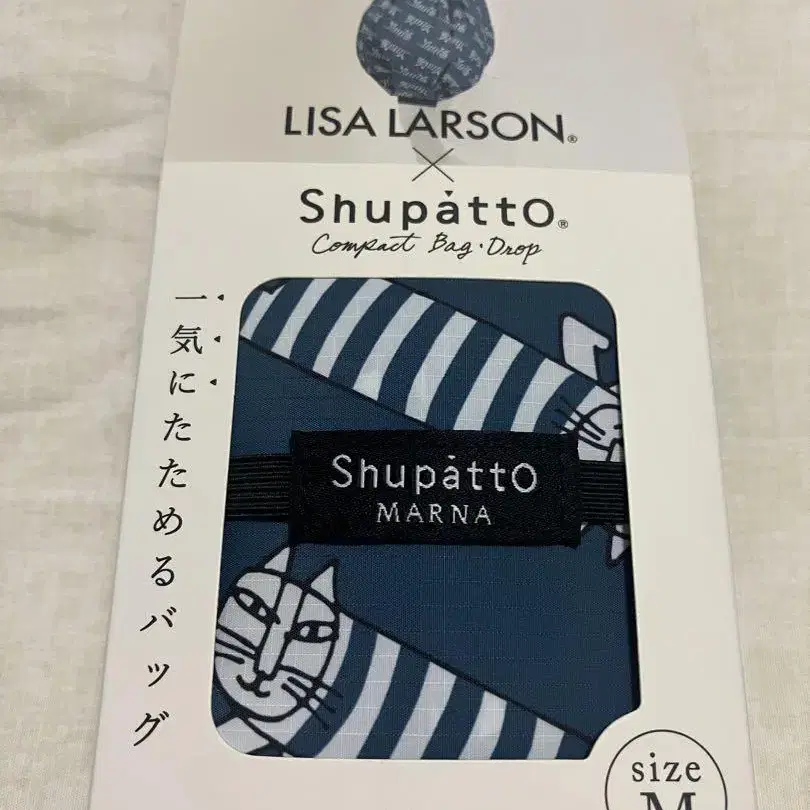 LISA LARSON®
×
Shupatto®
Compact Bag・Drop
一気にたためるバッグ
Shupatto
MARNA
size
M